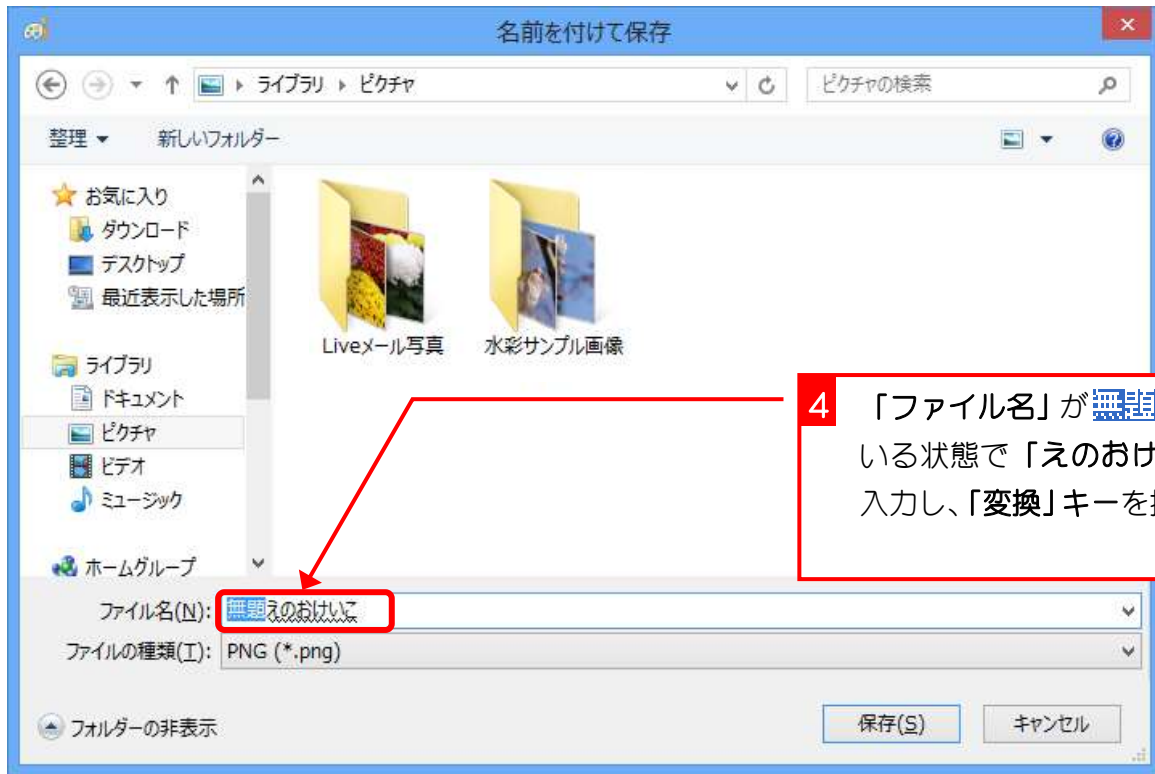 名前を付けて保存
ライブラリ ピクチャ
ピクチャの検索
整理 新しいフォルダー
お気に入り
ダウンロード
デスクトップ
最近表示した場所
ライブラリ
ドキュメント
ピクチャ
ビデオ
ミュージック
ホームグループ
Liveメール写真
水彩サンプル画像
4 「ファイル名」が無題
いる状態で「えのおけ
入力し、「変換」キーを
ファイル名(N): 無題えのおけいこ
ファイルの種類(T): PNG (*.png)
フォルダーの非表示
保存(S)
キャンセル